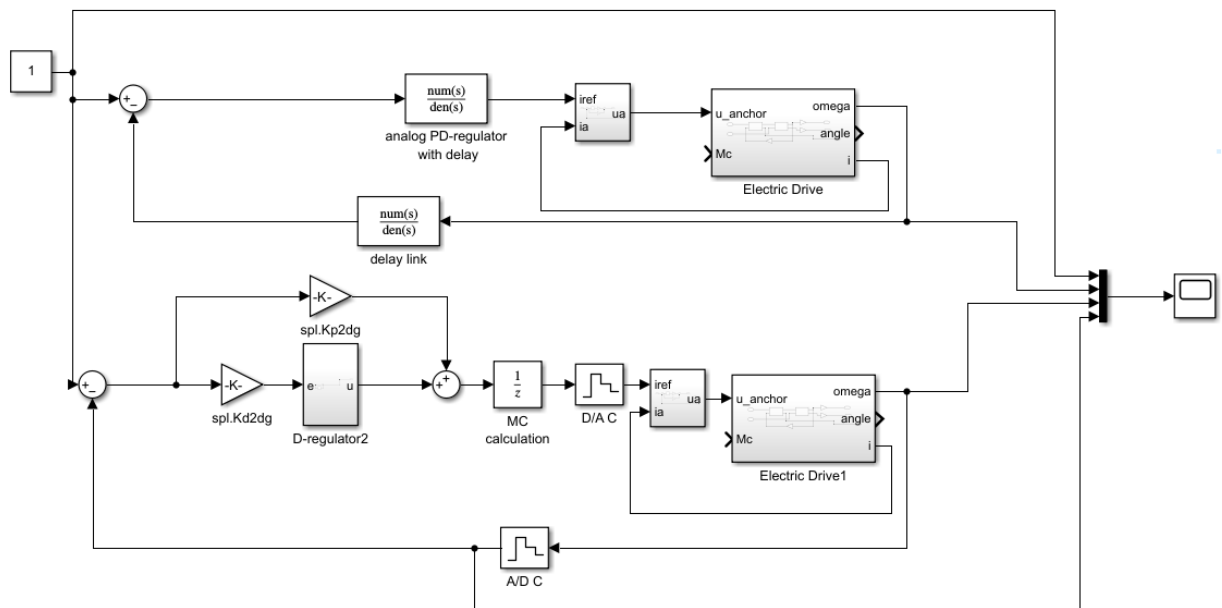 1
+
−
num(s)
den(s)
analog PD-regulator
with delay
iref
ia
ua
u_anchor
Mc
omega
angle
i
Electric Drive
num(s)
den(s)
delay link
-K-
spl.Kp2dg
+
−
-K-
spl.Kd2dg
e
u
D-regulator2
+
+
1
z
MC
calculation
D/A C
iref
ia
ua
u_anchor
Mc
omega
angle
i
Electric Drive1
A/D C